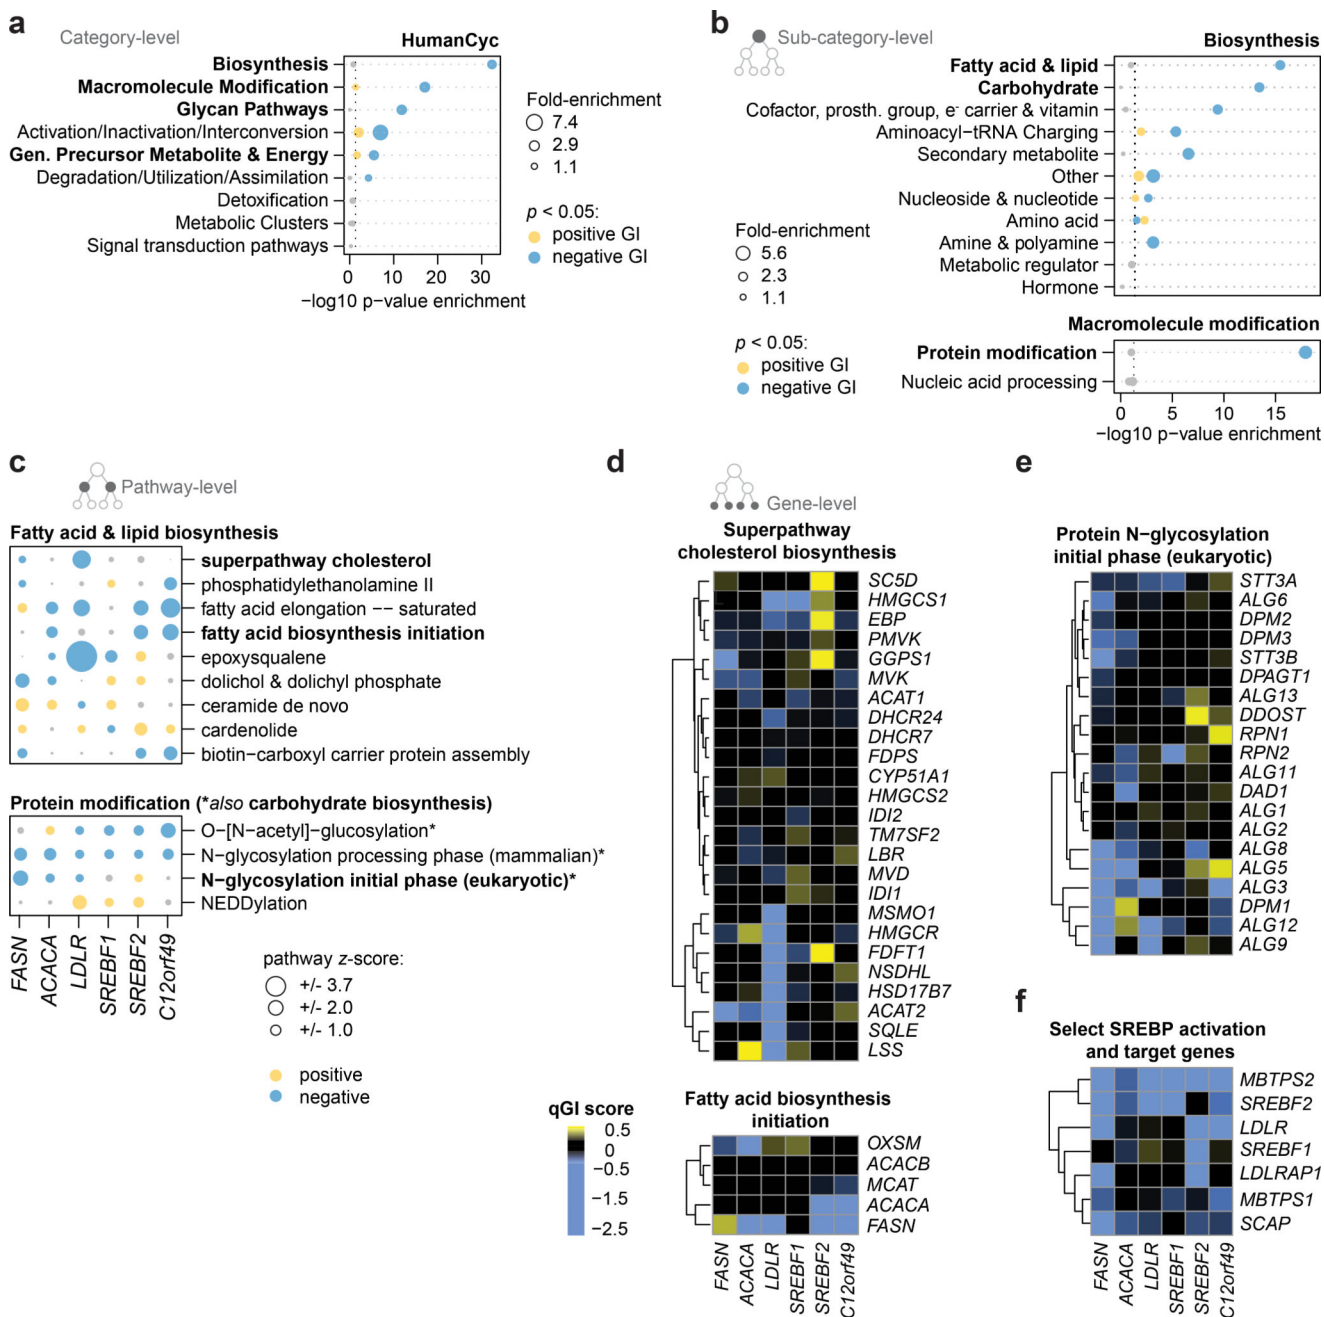 a
Category-level
HumanCyc
Biosynthesis
Macromolecule Modification
Glycan Pathways
Activation/Inactivation/Interconversion
Gen. Precursor Metabolite & Energy
Degradation/Utilization/Assimilation
Detoxification
Metabolic Clusters
Signal transduction pathways
0 10 20 30
−log10 p−value enrichment
Fold-enrichment
7.4
2.9
1.1
p < 0.05:
positive GI
negative GI
b
Sub-category-level
Biosynthesis
Fatty acid & lipid
Carbohydrate
Cofactor, prosth. group, e- carrier & vitamin
Aminoacyl−tRNA Charging
Secondary metabolite
Other
Nucleoside & nucleotide
Amino acid
Amine & polyamine
Metabolic regulator
Hormone
Macromolecule modification
Protein modification
Nucleic acid processing
0 5 10 15
−log10 p−value enrichment
Fold-enrichment
5.6
2.3
1.1
p < 0.05:
positive GI
negative GI
c
Pathway-level
Fatty acid & lipid biosynthesis
superpathway cholesterol
phosphatidylethanolamine II
fatty acid elongation −− saturated
fatty acid biosynthesis initiation
epoxysqualene
dolichol & dolichyl phosphate
ceramide de novo
cardenolide
biotin−carboxyl carrier protein assembly
Protein modification (*also carbohydrate biosynthesis)
O-[N-acetyl]−glucosylation*
N−glycosylation processing phase (mammalian)*
N−glycosylation initial phase (eukaryotic)*
NEDDylation
FASN
ACACA
LDLR
SREBF1
SREBF2
C12orf49
pathway z-score:
+/- 3.7
+/- 2.0
+/- 1.0
positive
negative
d
Gene-level
Superpathway
cholesterol biosynthesis
SC5D
HMGCS1
EBP
PMVK
GGPS1
MVK
ACAT1
DHCR24
DHCR7
FDPS
CYP51A1
HMGCS2
IDI2
TM7SF2
LBR
MVD
IDI1
MSMO1
HMGCR
FDFT1
NSDHL
HSD17B7
ACAT2
SQLE
LSS
Fatty acid biosynthesis
initiation
OXSM
ACACB
MCAT
ACACA
FASN
FASN
ACACA
LDLR
SREBF1
SREBF2
C12orf49
qGI score
0.5
0
−0.5
−1.5
−2.5
e
Protein N−glycosylation
initial phase (eukaryotic)
STT3A
ALG6
DPM2
DPM3
STT3B
DPAGT1
ALG13
DDOST
RPN1
RPN2
ALG11
DAD1
ALG1
ALG2
ALG8
ALG5
ALG3
DPM1
ALG12
ALG9
f
Select SREBP activation
and target genes
MBTPS2
SREBF2
LDLR
SREBF1
LDLRAP1
MBTPS1
SCAP
FASN
ACACA
LDLR
SREBF1
SREBF2
C12orf49